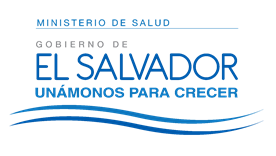 MINISTERIO DE SALUD
GOBIERNO DE
EL SALVADOR
UNÁMONOS PARA CRECER